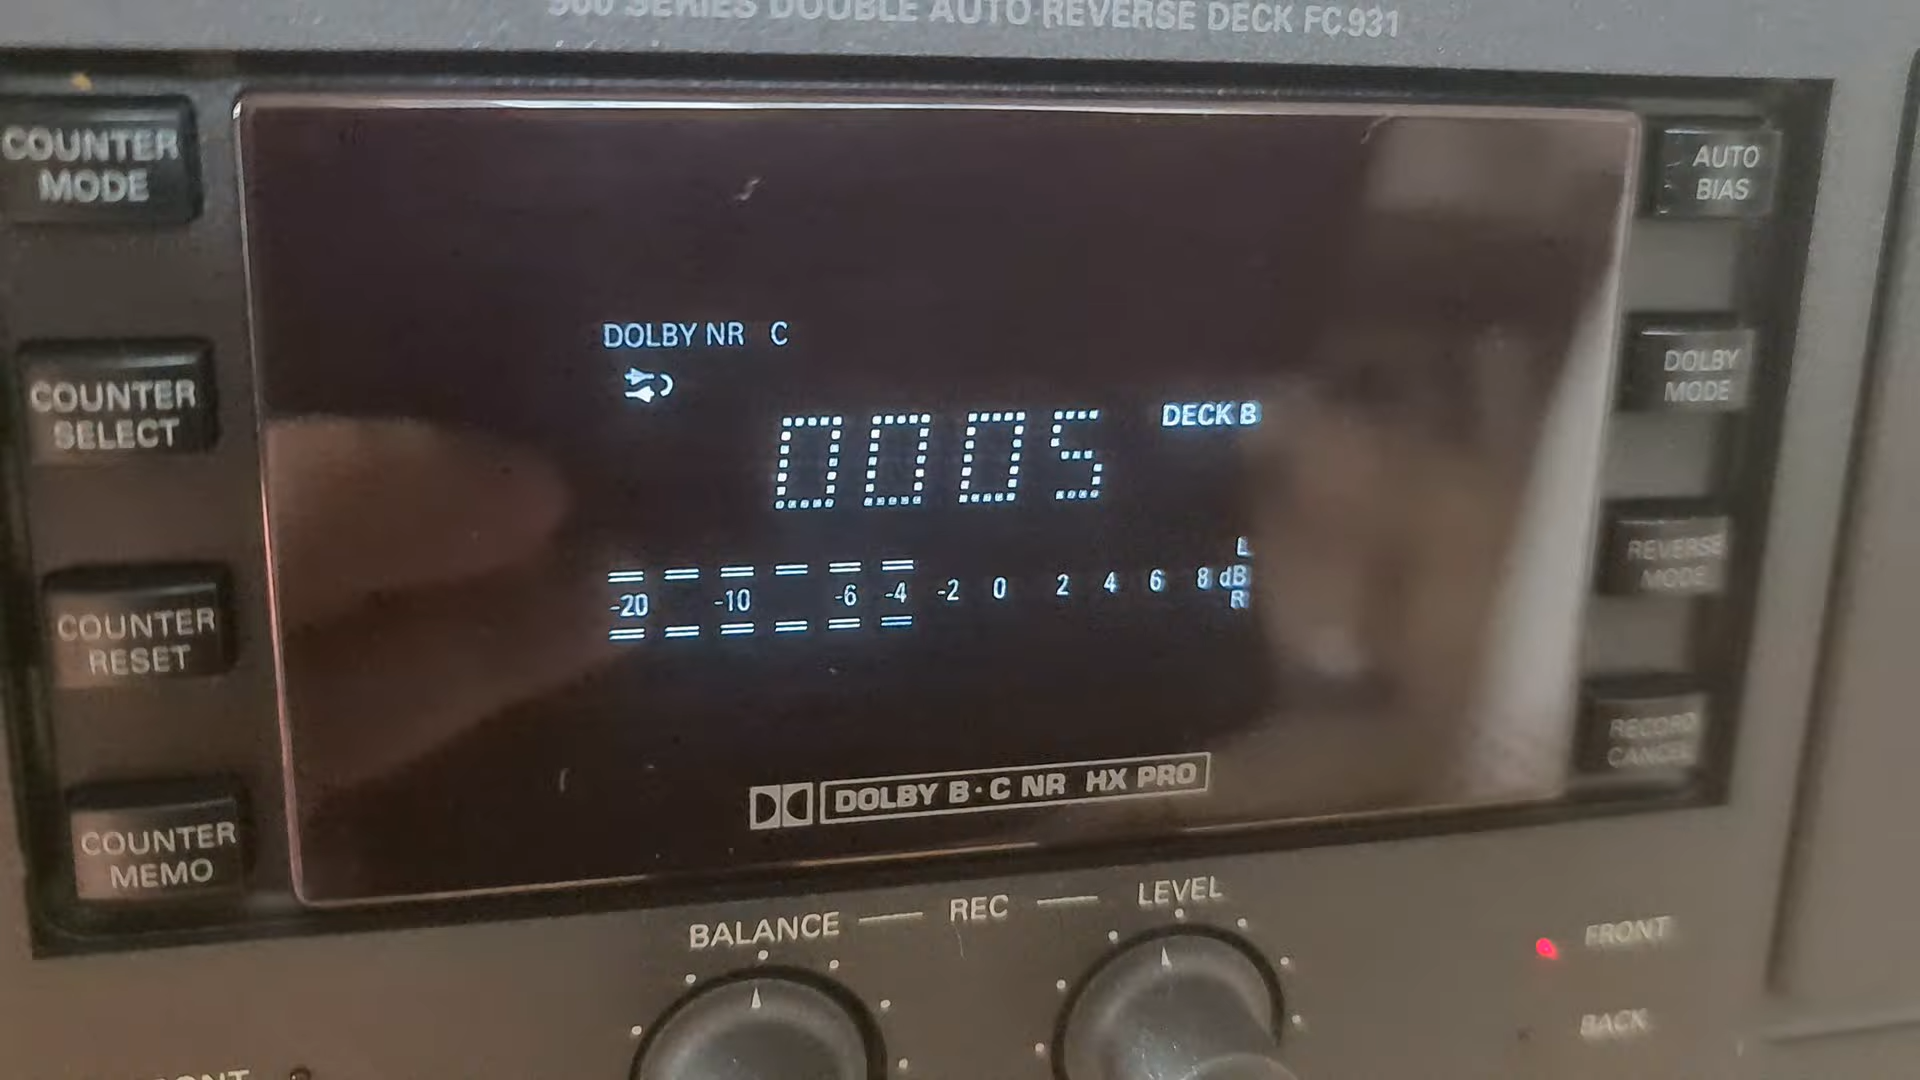 900 SERIES DOUBLE AUTO-REVERSE DECK FC931
COUNTER
MODE
COUNTER
SELECT
COUNTER
RESET
COUNTER
MEMO
DOLBY NR C
0005
DECK B
L
-20 -10 -6 -4 -2 0 2 4 6 8 dB
R
DOLBY B·C NR HX PRO
AUTO
BIAS
DOLBY
MODE
REVERSE
MODE
RECORD
CANCEL
BALANCE — REC — LEVEL
FRONT
BACK